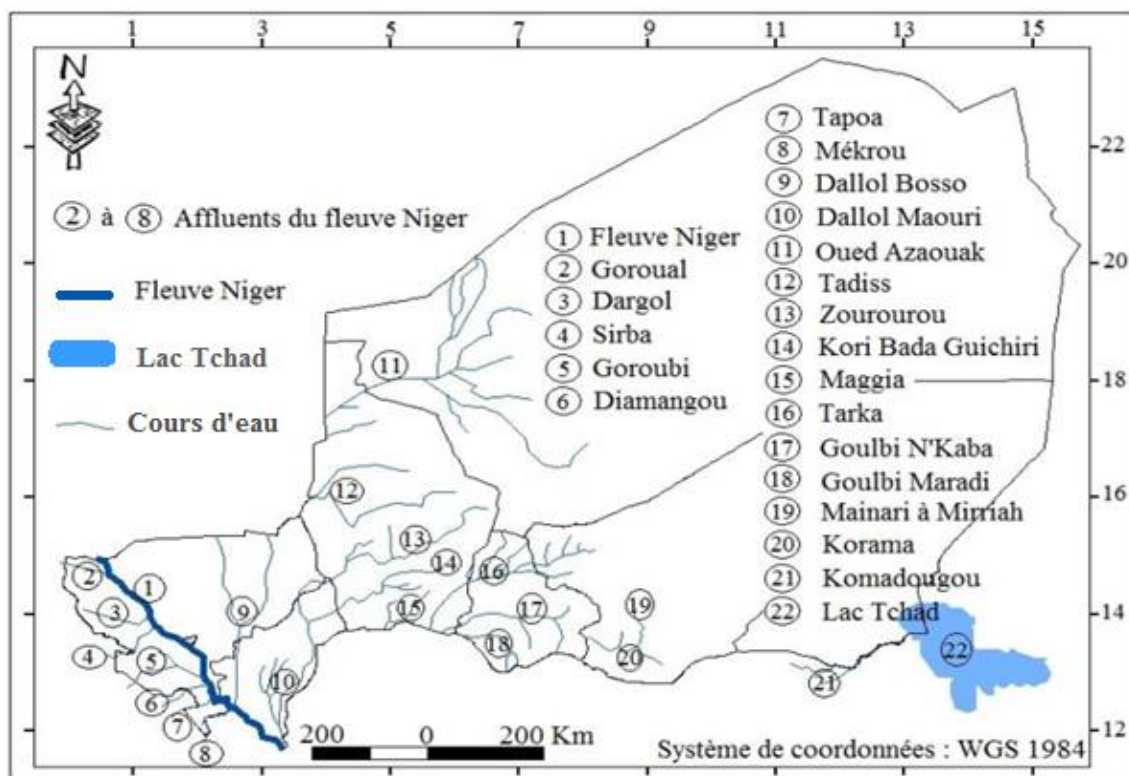 1 3 5 7 9 11 13 15
N
② à ⑧ Affluents du fleuve Niger
Fleuve Niger
Lac Tchad
Cours d'eau
① Fleuve Niger
② Goroual
③ Dargol
④ Sirba
⑤ Goroubi
⑥ Diamangou
⑦ Tapoa
⑧ Mékrou
⑨ Dallol Bosso
⑩ Dallol Maouri
⑪ Oued Azaouak
⑫ Tadiss
⑬ Zourourou
⑭ Kori Bada Guichiri
⑮ Maggia
⑯ Tarka
⑰ Goulbi N'Kaba
⑱ Goulbi Maradi
⑲ Mainari à Mirriah
⑳ Korama
㉑ Komadougou
㉒ Lac Tchad
22
20
18
16
14
12
⑪
⑫
⑬
⑭
⑯
② ①
③ ⑨ ⑮ ⑰ ⑲
④ ⑤ ⑱ ⑳ ㉒
⑥ ⑩ ㉑
⑦
⑧
200 0 200 Km
Système de coordonnées : WGS 1984